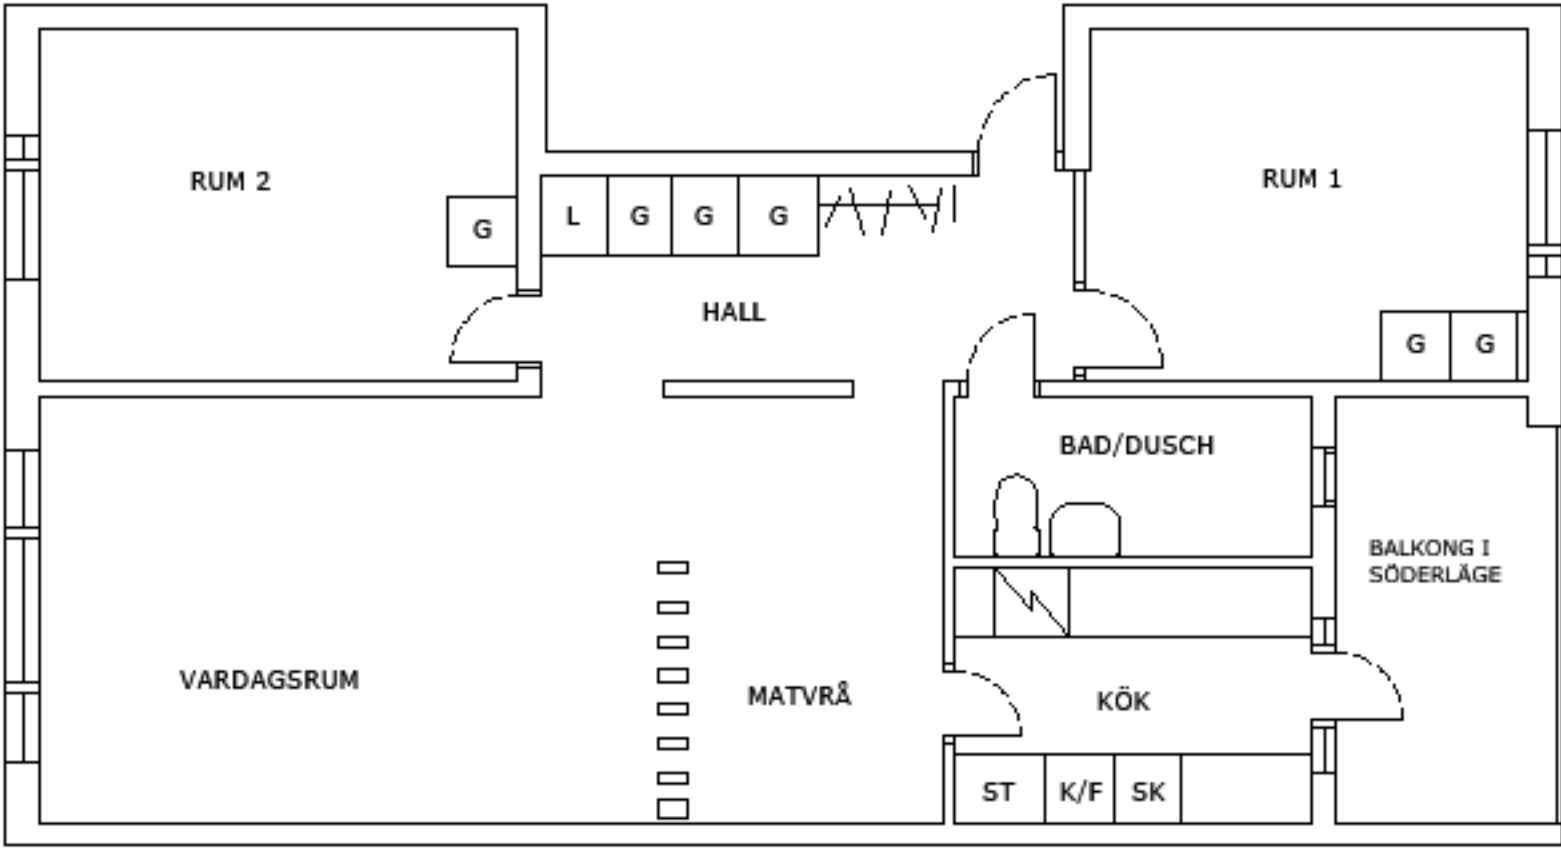 RUM 2
RUM 1
G
L
G
G
G
HALL
G
G
BAD/DUSCH
BALKONG I
SÖDERLÄGE
VARDAGSRUM
MATVRÅ
KÖK
ST
K/F
SK